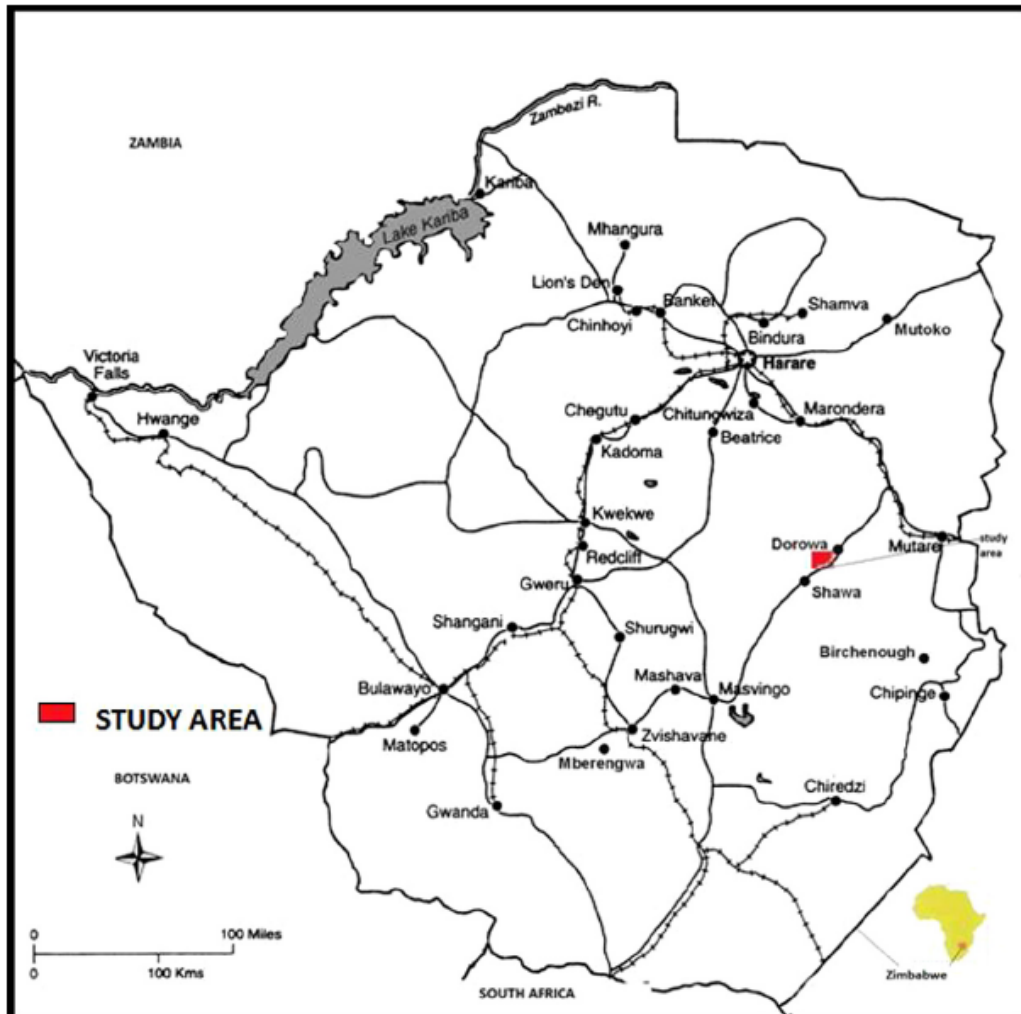 Zambezi R.
ZAMBIA
Kariba
Lake Kariba
Mhangura
Lion's Den
Banket
Shamva
Chinhoyi
Mutoko
Bindura
Victoria
Falls
Harare
Hwange
Chegutu
Chitunowiza
Marondera
Kadoma
Beatrice
Kwekwe
Dorowa
Mutare
study
area
Redcliff
Gweru
Shawa
Shangani
Shurugwi
Birchenough
Mashava
Bulawayo
Masvingo
Chipinge
STUDY AREA
Matopos
Zvishavane
Mberengwa
BOTSWANA
Chiredzi
Gwanda
N
0
100 Miles
0
100 Kms
Zimbabwe
SOUTH AFRICA